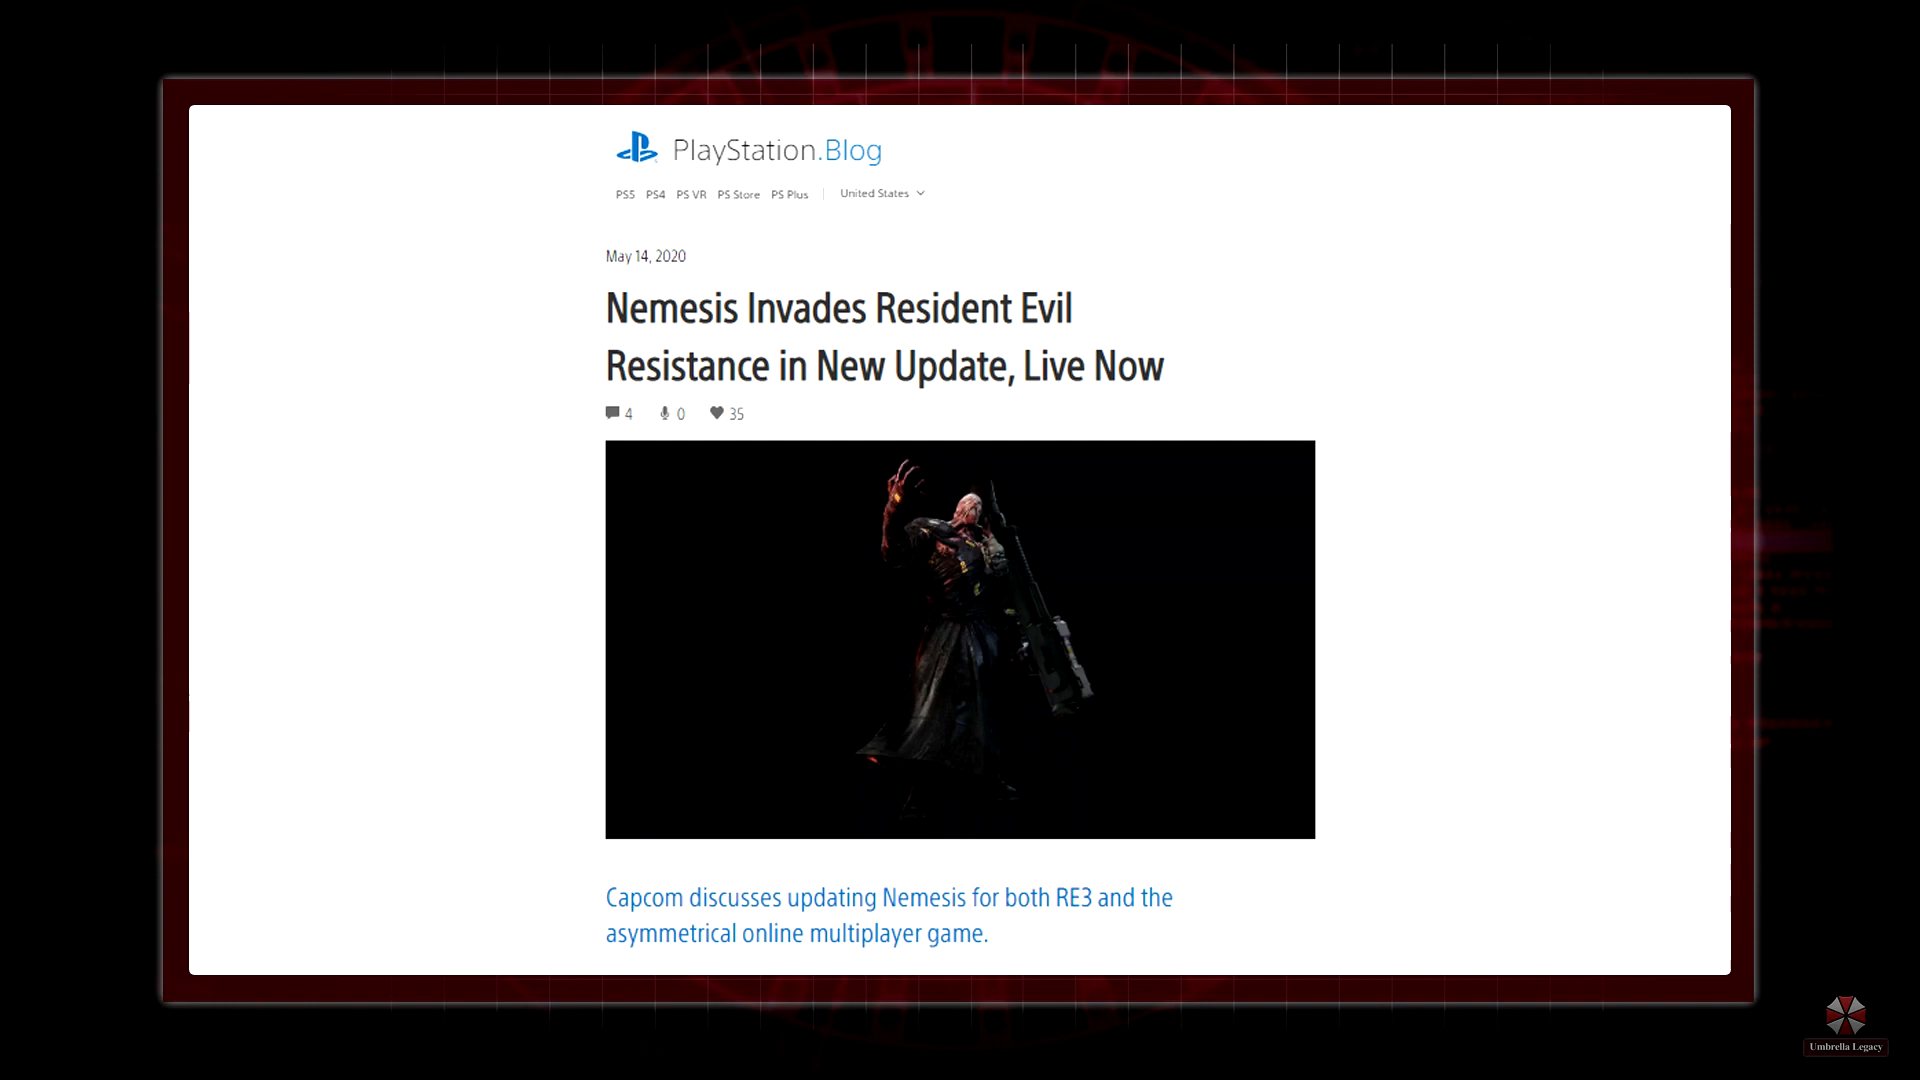 PlayStation.Blog
PS5 PS4 PS VR PS Store PS Plus United States
May 14, 2020
Nemesis Invades Resident Evil
Resistance in New Update, Live Now
4 0 35
Capcom discusses updating Nemesis for both RE3 and the
asymmetrical online multiplayer game.
Umbrella Legacy